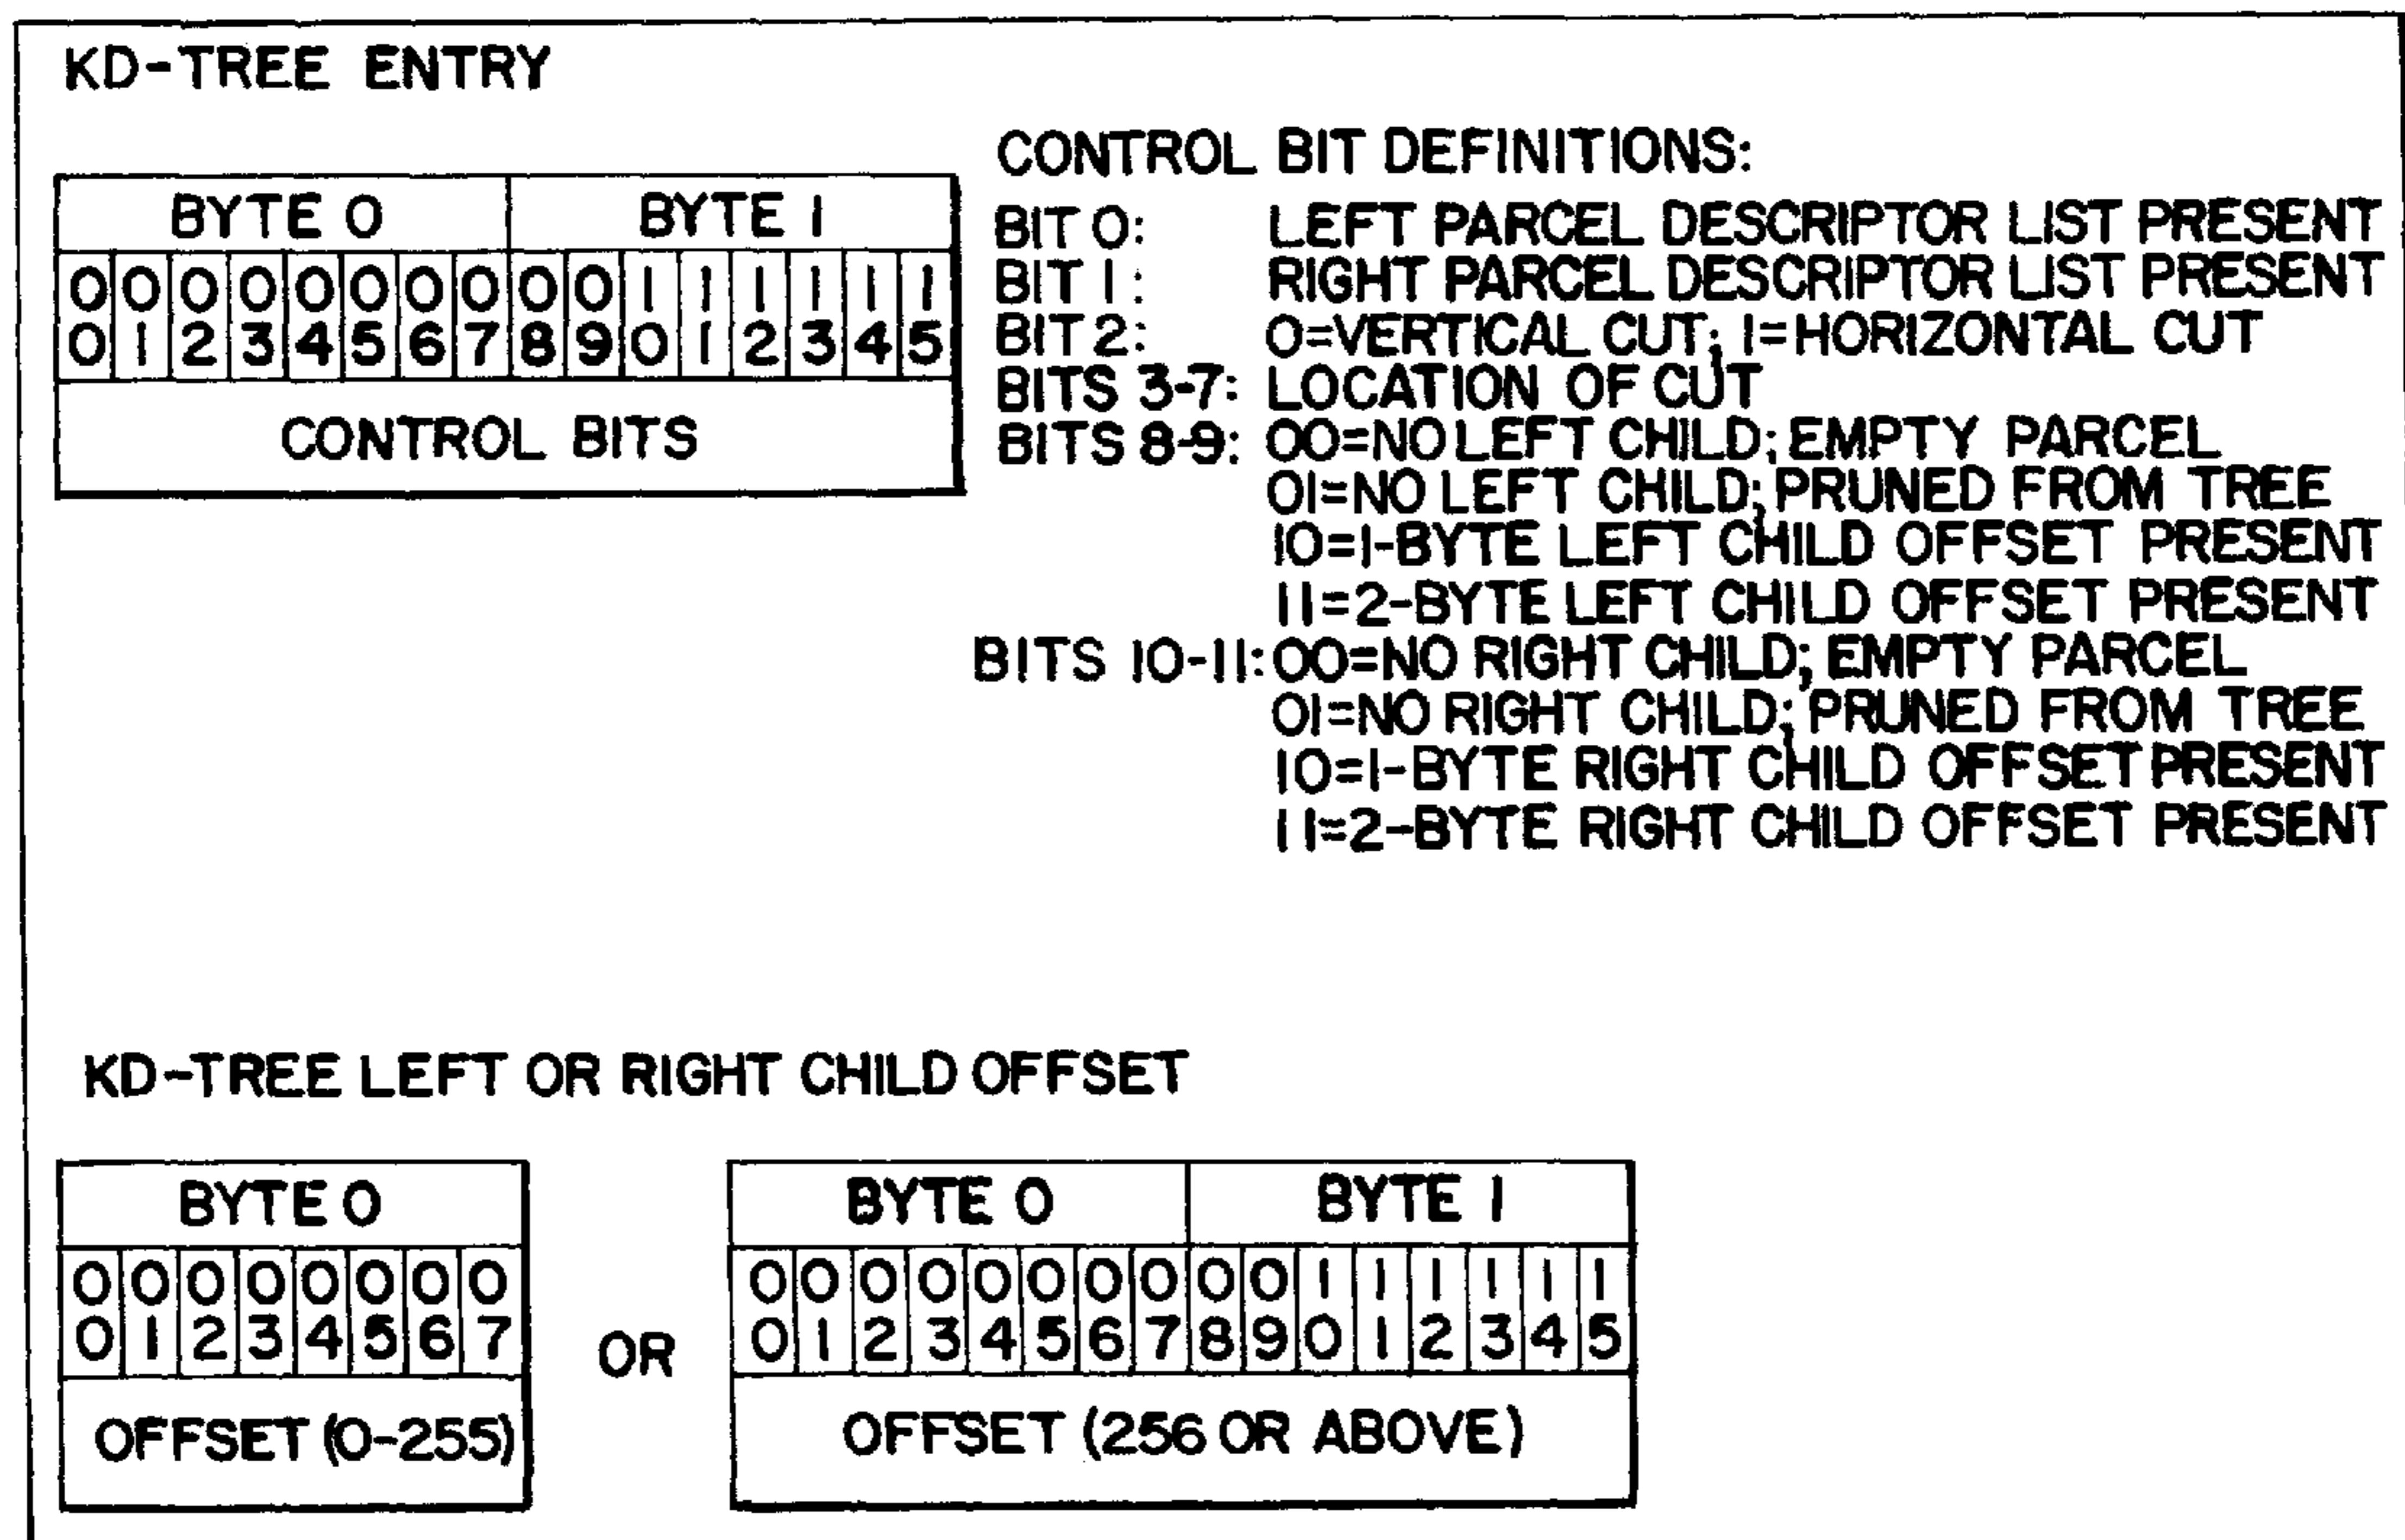 KD-TREE ENTRY
BYTE 0 BYTE 1
0 0 0 0 0 0 0 0 0 0 1 1 1 1 1 1
0 1 2 3 4 5 6 7 8 9 0 1 2 3 4 5
CONTROL BITS
CONTROL BIT DEFINITIONS:
BIT 0: LEFT PARCEL DESCRIPTOR LIST PRESENT
BIT 1: RIGHT PARCEL DESCRIPTOR LIST PRESENT
BIT 2: 0=VERTICAL CUT; 1=HORIZONTAL CUT
BITS 3-7: LOCATION OF CUT
BITS 8-9: 00=NO LEFT CHILD; EMPTY PARCEL
01=NO LEFT CHILD; PRUNED FROM TREE
10=1-BYTE LEFT CHILD OFFSET PRESENT
11=2-BYTE LEFT CHILD OFFSET PRESENT
BITS 10-11: 00=NO RIGHT CHILD; EMPTY PARCEL
01=NO RIGHT CHILD; PRUNED FROM TREE
10=1-BYTE RIGHT CHILD OFFSET PRESENT
11=2-BYTE RIGHT CHILD OFFSET PRESENT
KD-TREE LEFT OR RIGHT CHILD OFFSET
BYTE 0
0 0 0 0 0 0 0 0
0 1 2 3 4 5 6 7
OFFSET (0-255)
OR
BYTE 0 BYTE 1
0 0 0 0 0 0 0 0 0 0 1 1 1 1 1 1
0 1 2 3 4 5 6 7 8 9 0 1 2 3 4 5
OFFSET (256 OR ABOVE)